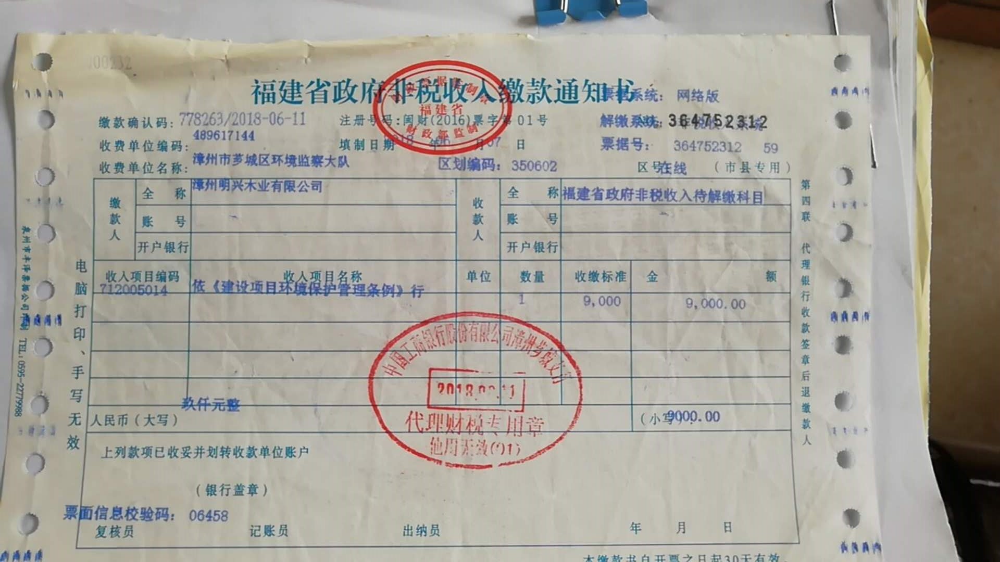 J00232
福建省政府非税收入缴款通知书
票据系统: 网络版
缴款确认码: 778263/2018-06-11 注册号码:闽财(2016)票字第01号 解缴系统: 364752312
收费单位编码: 489617144 填制日期 年 月07日 票据号: 364752312 59
收费单位名称: 漳州市芗城区环境监察大队 区划编码: 350602 区号 在线 (市县专用)
福建省
财政部监制
缴款人 全称 漳州明兴木业有限公司 收款人 全称 福建省政府非税收入待解缴科目
账号 账号
开户银行 开户银行
收入项目编码 收入项目名称 单位 数量 收缴标准 金额
712005014 依《建设项目环境保护管理条例》行 1 9,000 9,000.00
中国工商银行股份有限公司漳州芗城支行
代理财税专用章
他用无效(01)
人民币(大写) 玖仟元整 (小写) 9000.00
上列款项已收妥并划转收款单位账户
(银行盖章)
票面信息校验码: 06458
复核员 记账员 出纳员 年 月 日
本缴款书自开票之日起30天有效。
电脑打印、手写无效
第四联 代理银行收款签章后退缴款人
泉州市丰泽票据公司 TEL:0595-22779988